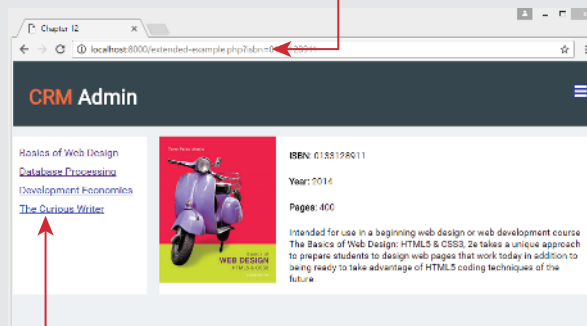 Chapter 12
localhost:8000/extended-example.php?isbn=
CRM Admin
Basics of Web Design
Database Processing
Development Economics
The Curious Writer
Basics of
WEB DESIGN
HTML5 & CSS3
ISBN: 0133128911
Year: 2014
Pages: 400
Intended for use in a beginning web design or web development course
The Basics of Web Design: HTML5 & CSS3, 2e takes a unique approach
to prepare students to design web pages that work today in addition to
being ready to take advantage of HTML5 coding techniques of the
future.